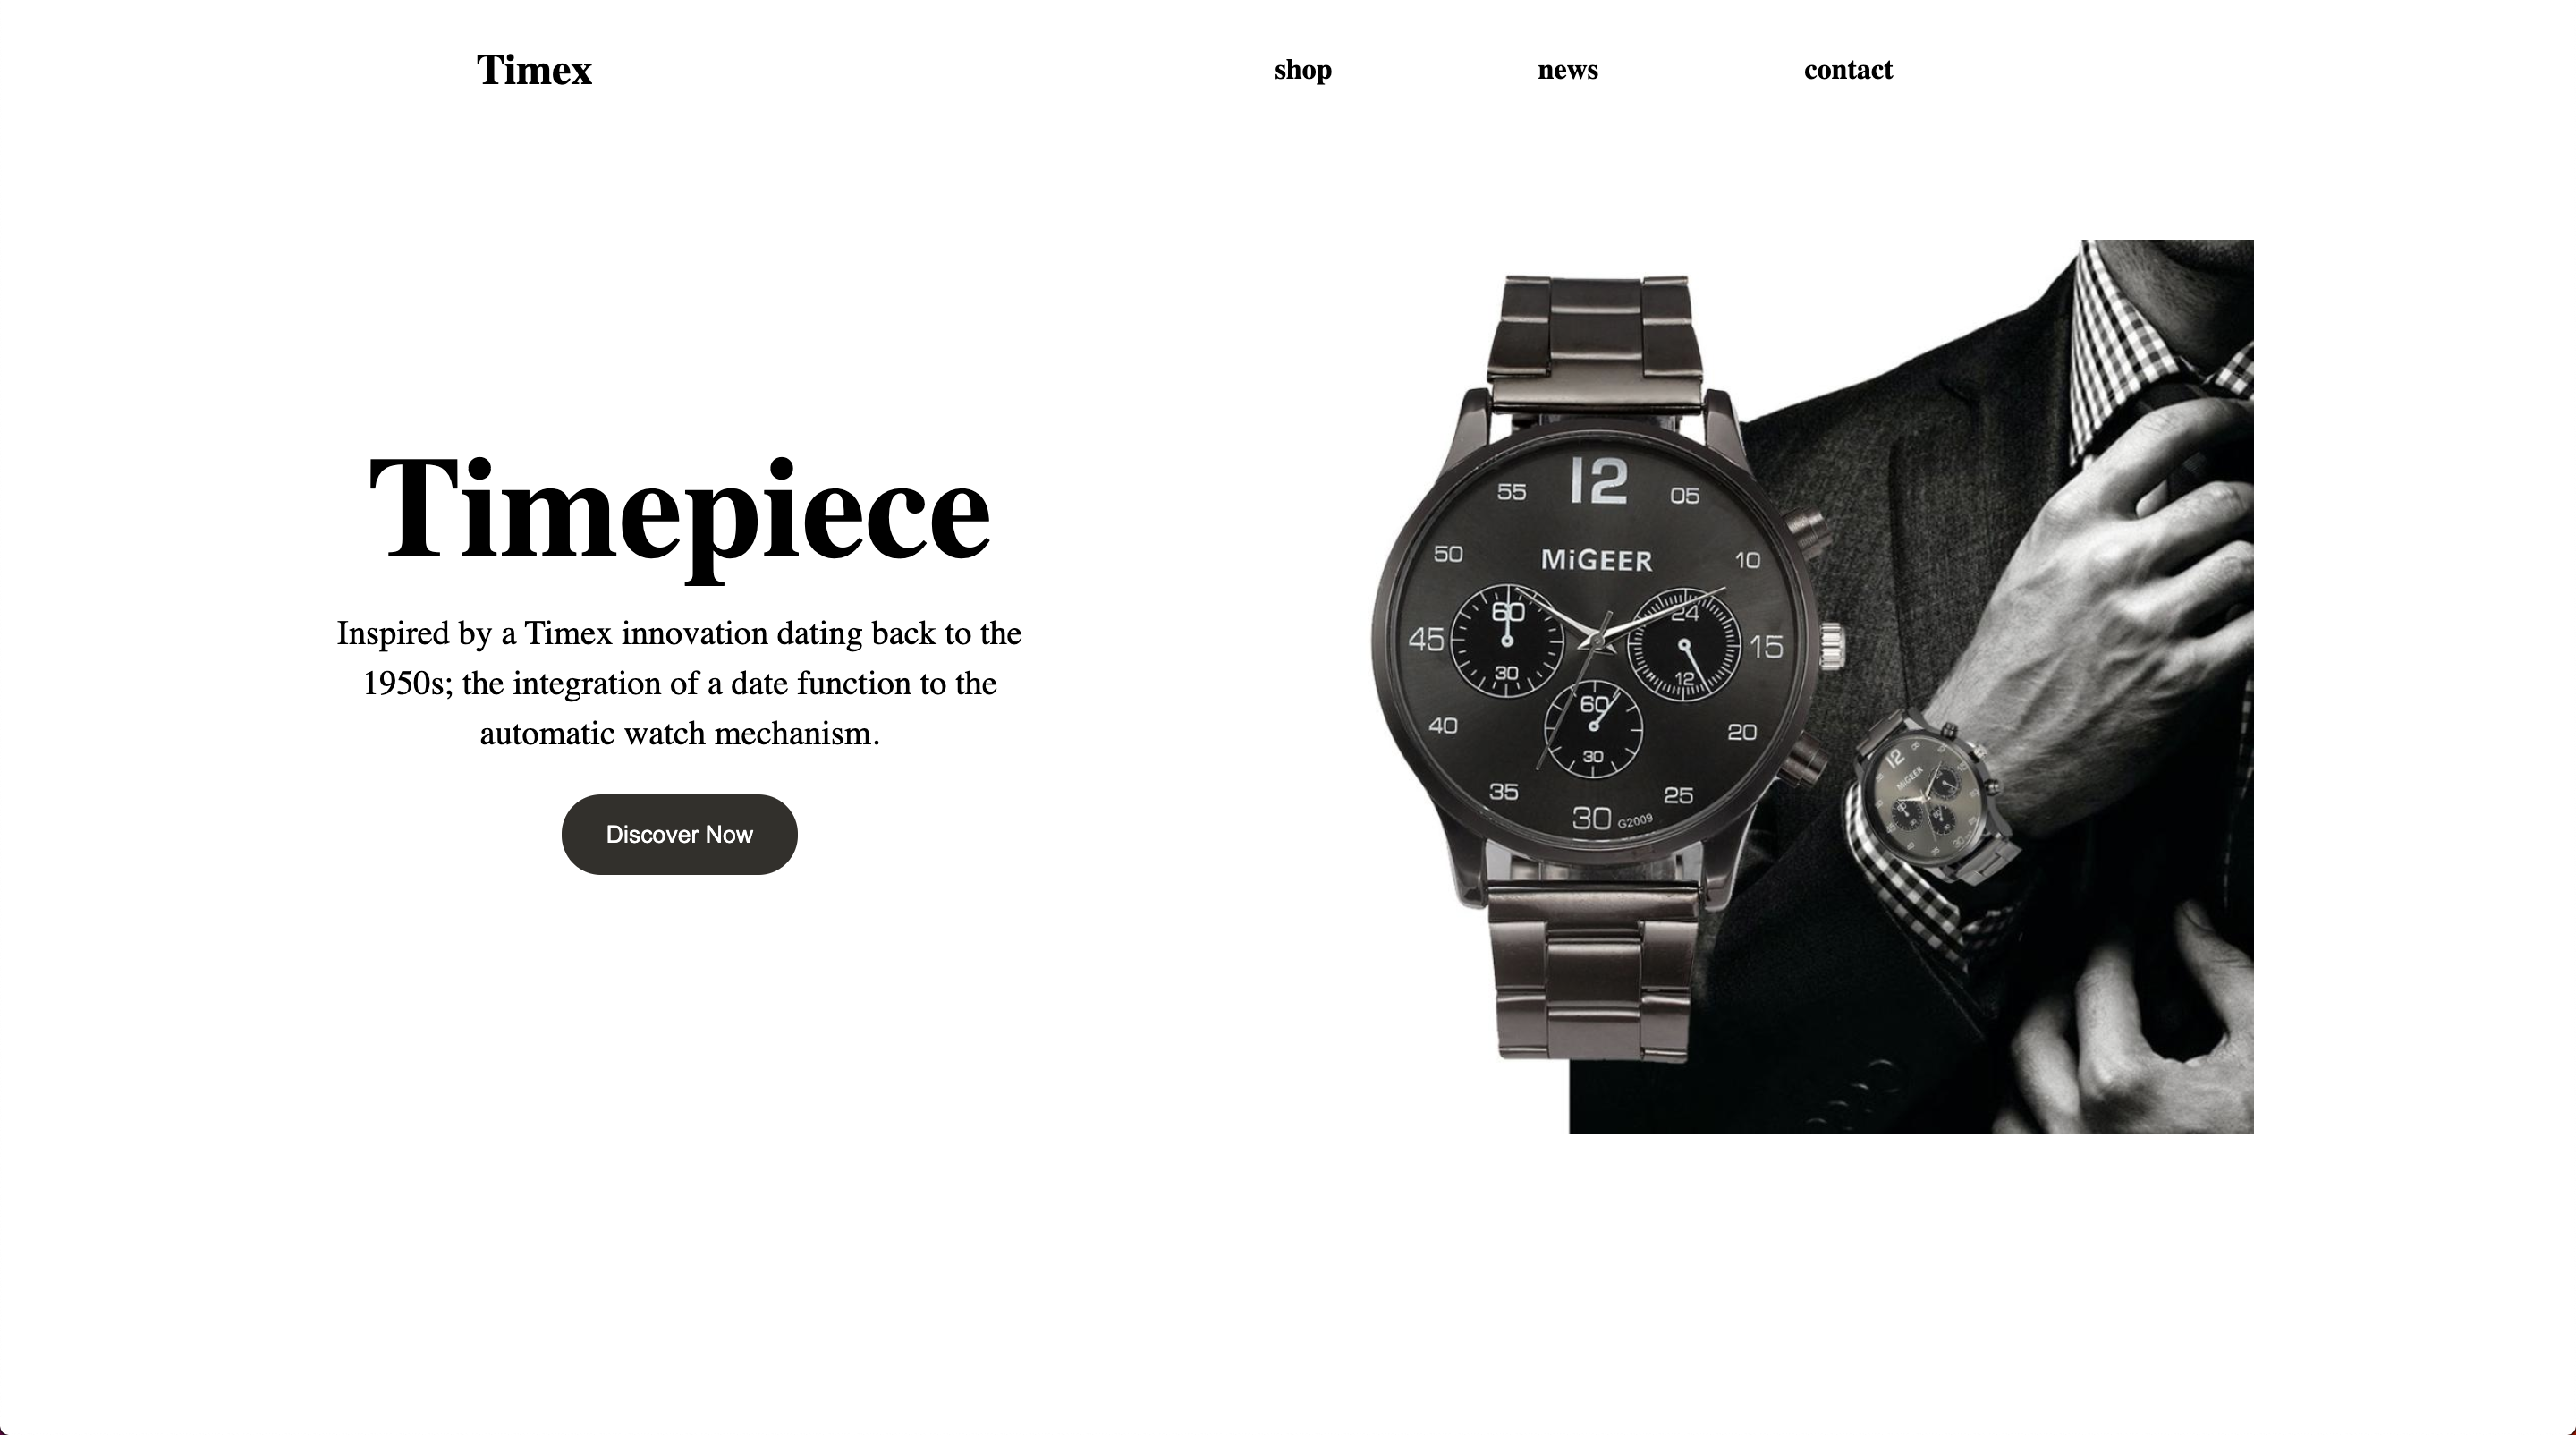 Timex
shop news contact
Timepiece
Inspired by a Timex innovation dating back to the
1950s; the integration of a date function to the
automatic watch mechanism.
Discover Now
12
55 05
50 10
MiGEER
60 24
45 15
30 12
60
40 20
30
35 25
30 G2009
12
MiGEER